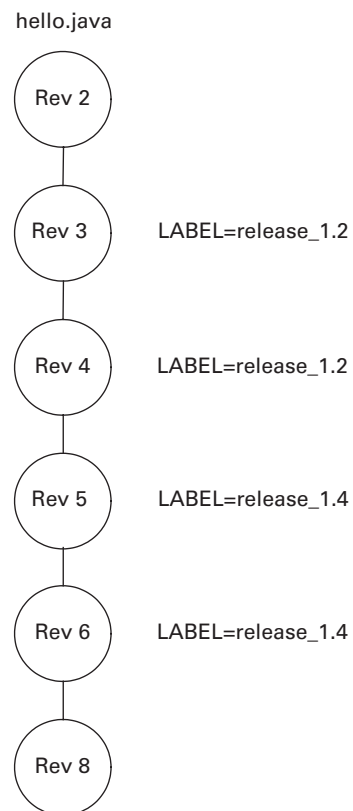 hello.java
Rev 2
Rev 3 LABEL=release_1.2
Rev 4 LABEL=release_1.2
Rev 5 LABEL=release_1.4
Rev 6 LABEL=release_1.4
Rev 8